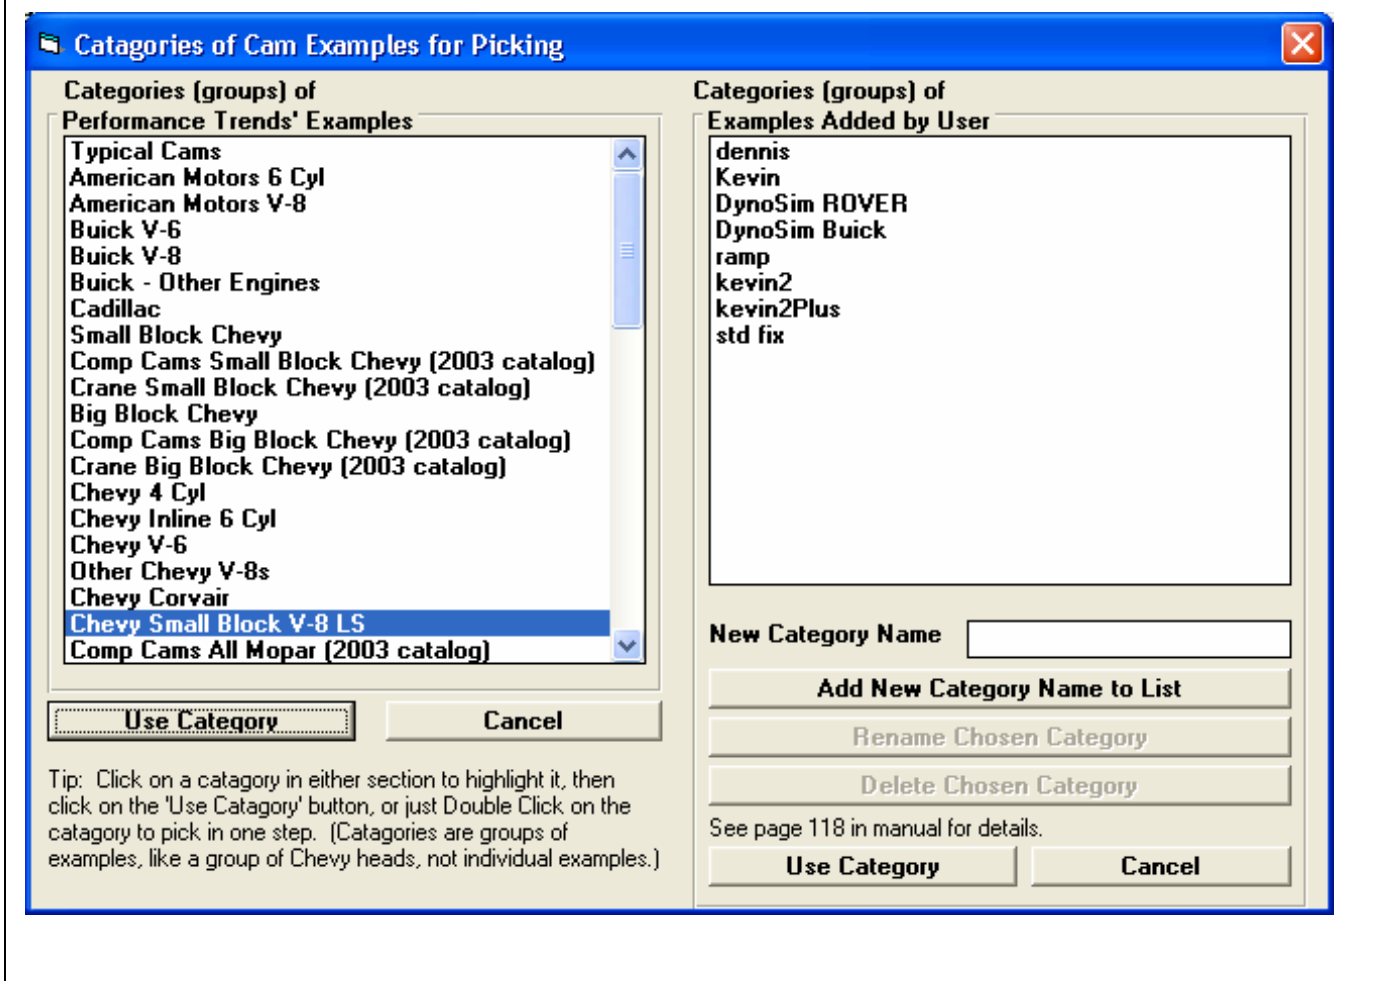 Catagories of Cam Examples for Picking
Categories (groups) of
Performance Trends' Examples
Typical Cams
American Motors 6 Cyl
American Motors V-8
Buick V-6
Buick V-8
Buick - Other Engines
Cadillac
Small Block Chevy
Comp Cams Small Block Chevy (2003 catalog)
Crane Small Block Chevy (2003 catalog)
Big Block Chevy
Comp Cams Big Block Chevy (2003 catalog)
Crane Big Block Chevy (2003 catalog)
Chevy 4 Cyl
Chevy Inline 6 Cyl
Chevy V-6
Other Chevy V-8s
Chevy Corvair
Chevy Small Block V-8 LS
Comp Cams All Mopar (2003 catalog)
Use Category
Cancel
Tip: Click on a catagory in either section to highlight it, then
click on the 'Use Catagory' button, or just Double Click on the
catagory to pick in one step. (Catagories are groups of
examples, like a group of Chevy heads, not individual examples.)
Categories (groups) of
Examples Added by User
dennis
Kevin
DynoSim ROVER
DynoSim Buick
ramp
kevin2
kevin2Plus
std fix
New Category Name
Add New Category Name to List
Rename Chosen Category
Delete Chosen Category
See page 118 in manual for details.
Use Category
Cancel